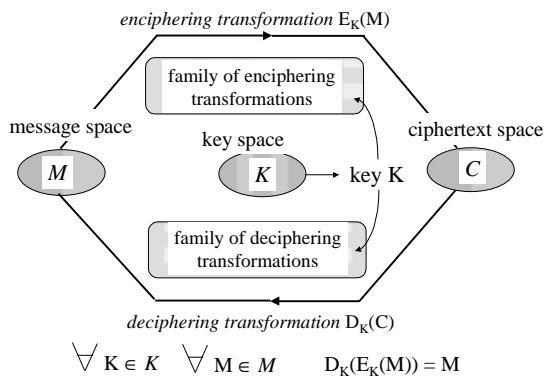 enciphering transformation E_K(M)
family of enciphering
transformations
message space
key space
ciphertext space
M
K
key K
C
family of deciphering
transformations
deciphering transformation D_K(C)
∀ K ∈ K ∀ M ∈ M D_K(E_K(M)) = M